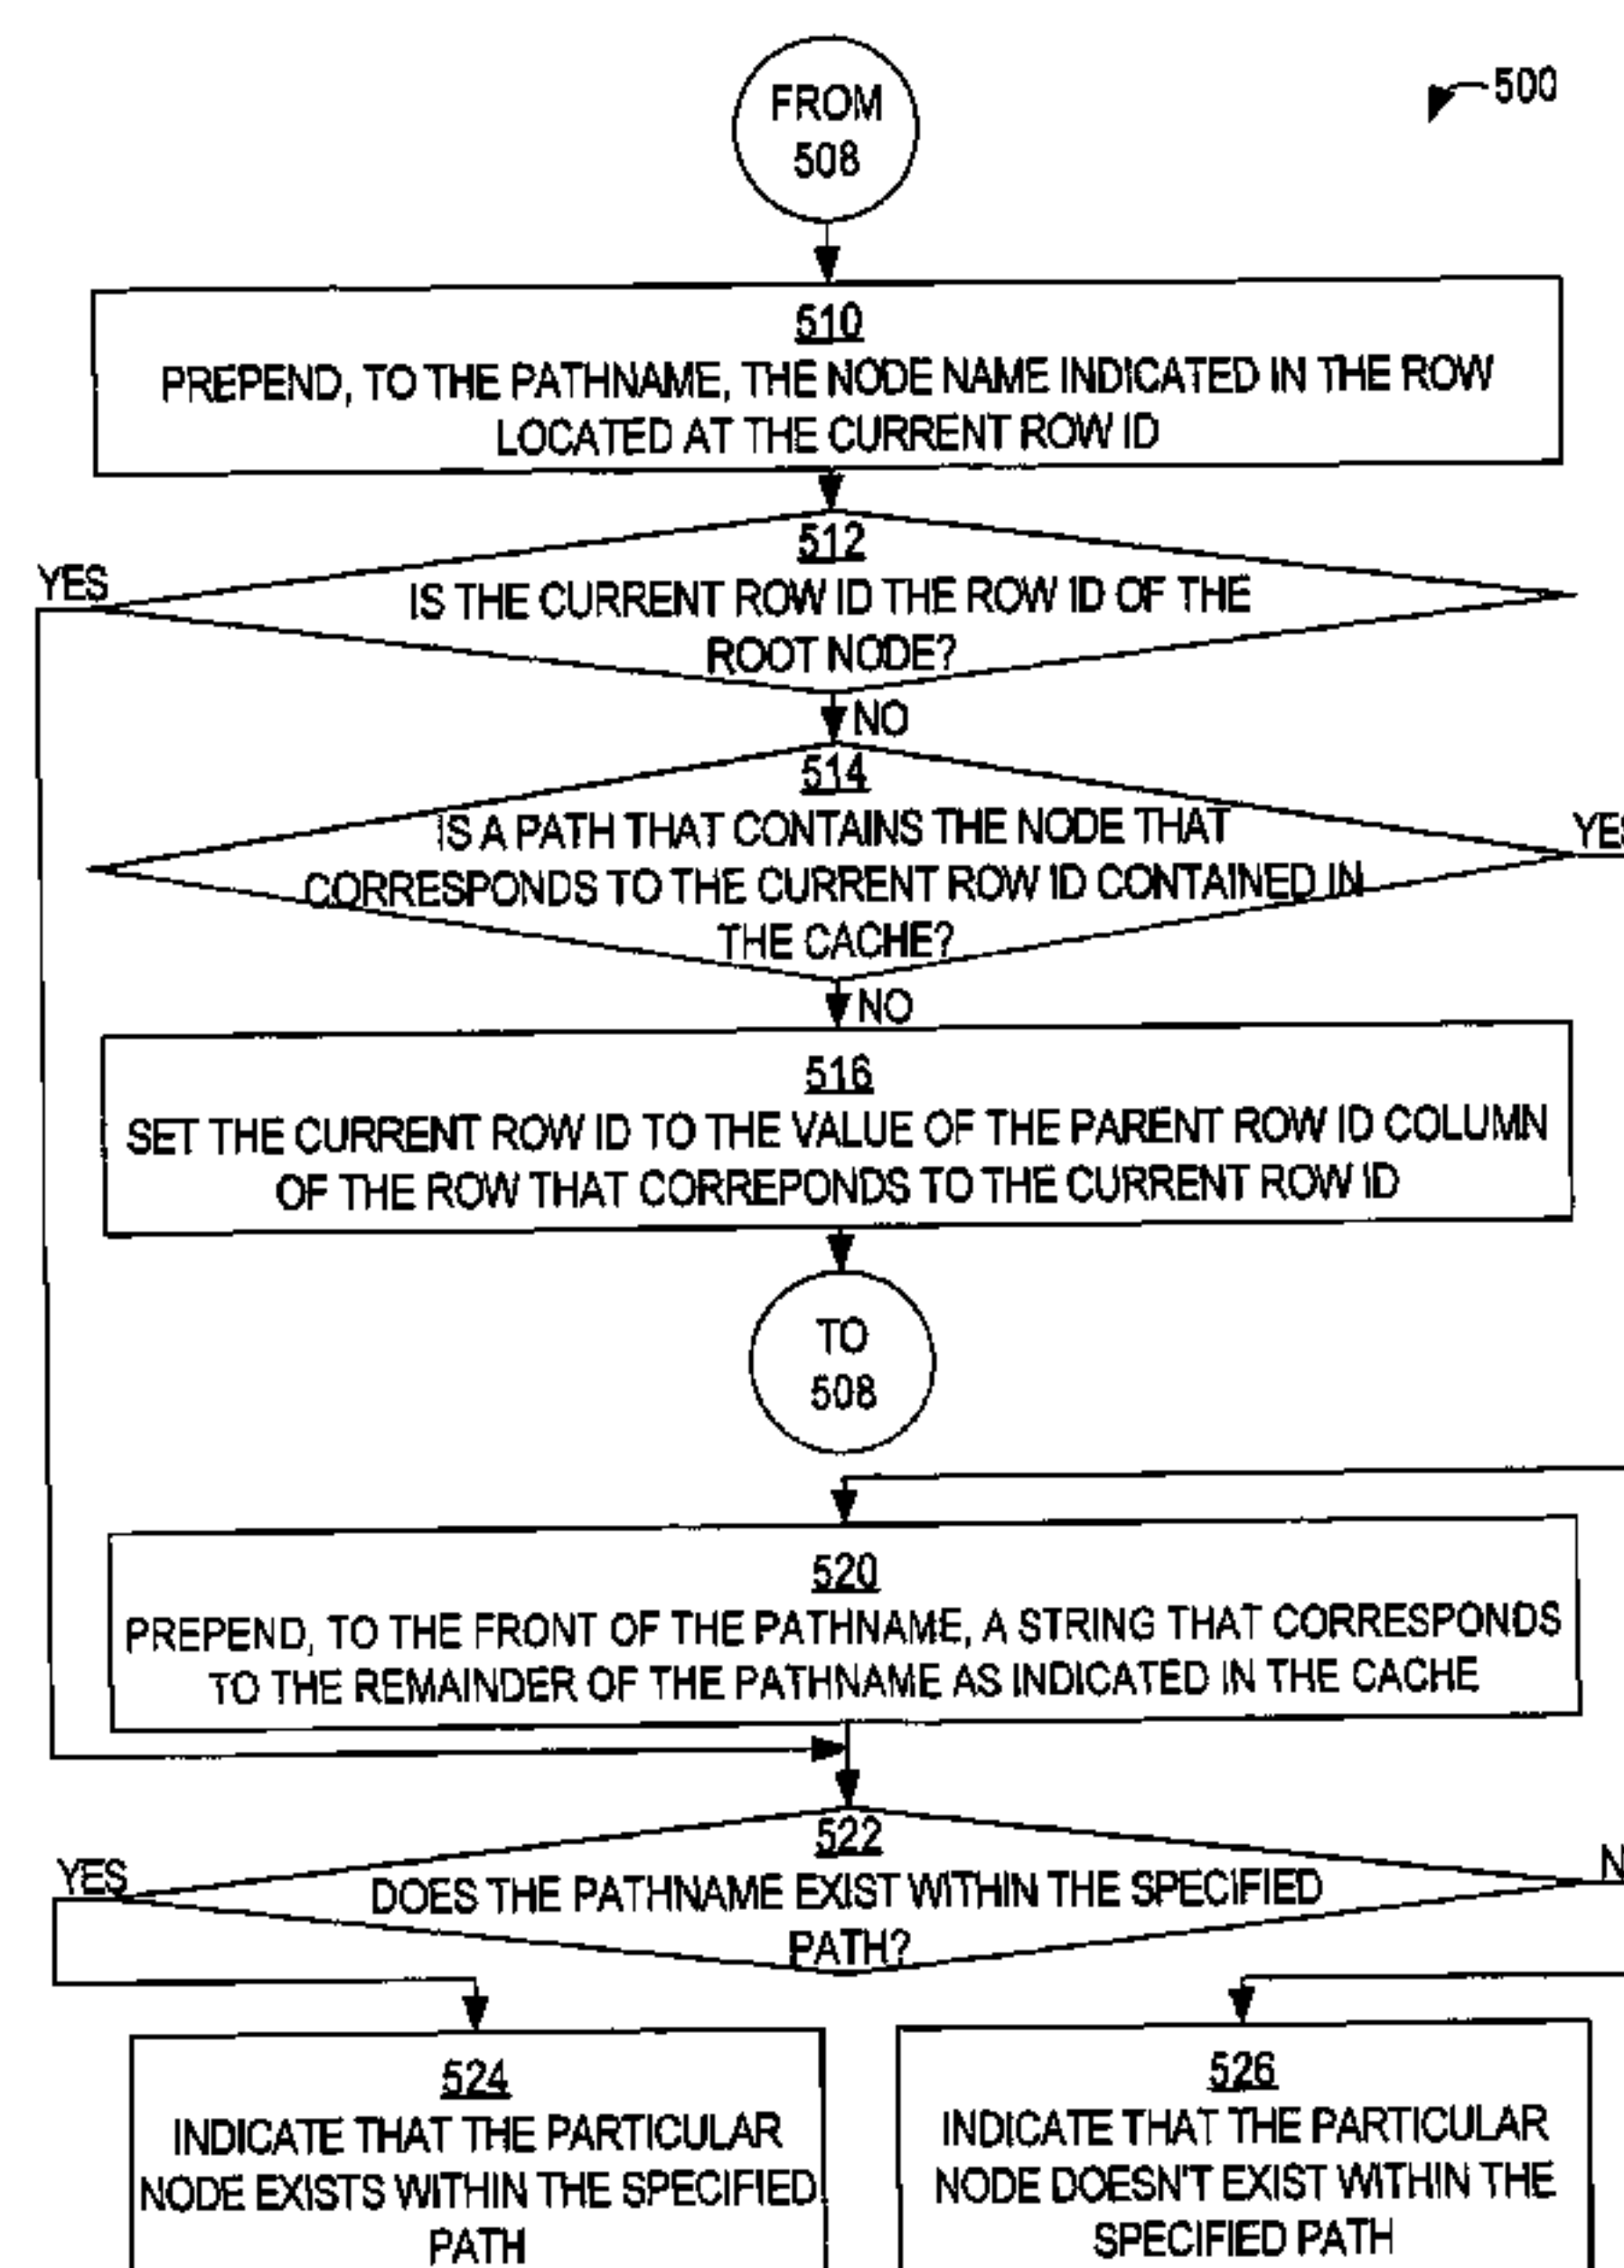 FROM
508
500
510
PREPEND, TO THE PATHNAME, THE NODE NAME INDICATED IN THE ROW
LOCATED AT THE CURRENT ROW ID
512
YES
IS THE CURRENT ROW ID THE ROW ID OF THE
ROOT NODE?
NO
514
IS A PATH THAT CONTAINS THE NODE THAT
YES
CORRESPONDS TO THE CURRENT ROW ID CONTAINED IN
THE CACHE?
NO
516
SET THE CURRENT ROW ID TO THE VALUE OF THE PARENT ROW ID COLUMN
OF THE ROW THAT CORREPONDS TO THE CURRENT ROW ID
TO
508
520
PREPEND, TO THE FRONT OF THE PATHNAME, A STRING THAT CORRESPONDS
TO THE REMAINDER OF THE PATHNAME AS INDICATED IN THE CACHE
522
YES
DOES THE PATHNAME EXIST WITHIN THE SPECIFIED
PATH?
524
INDICATE THAT THE PARTICULAR
NODE EXISTS WITHIN THE SPECIFIED
PATH
526
INDICATE THAT THE PARTICULAR
NODE DOESN'T EXIST WITHIN THE
SPECIFIED PATH